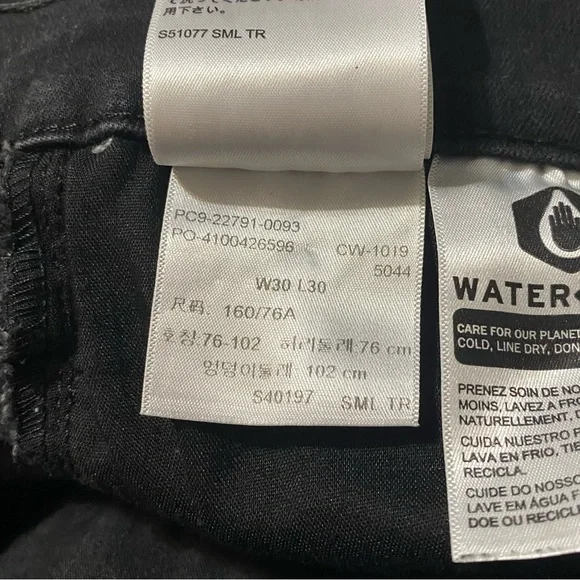 用下さい。
S51077 SML TR
PC9-22791-0093
PO-4100426596
CW-1019
5044
W30 L30
尺码: 160/76A
호칭:76-102 허리둘레:76 cm
엉덩이둘레 102 cm
S40197 SML TR
WATER<
CARE FOR OUR PLANET
COLD, LINE DRY, DON
PRENEZ SOIN DE NO
MOINS, LAVEZ À FRO
NATURELLEMENT.
CUIDA NUESTRO P
LAVA EN FRIO, TIE
RECICLA.
CUIDE DO NOSSO
LAVE EM ÁGUA F
DOE OU RECICLE